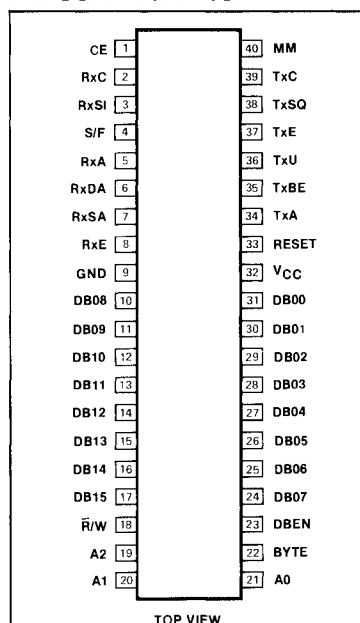 CE 1 40 MM
RxC 2 39 TxC
RxSI 3 38 TxSQ
S/F 4 37 TxE
RxA 5 36 TxU
RxDA 6 35 TxBE
RxSA 7 34 TxA
RxE 8 33 RESET
GND 9 32 VCC
DB08 10 31 DB00
DB09 11 30 DB01
DB10 12 29 DB02
DB11 13 28 DB03
DB12 14 27 DB04
DB13 15 26 DB05
DB14 16 25 DB06
DB15 17 24 DB07
R̅/W 18 23 DBEN
A2 19 22 BYTE
A1 20 21 A0
TOP VIEW